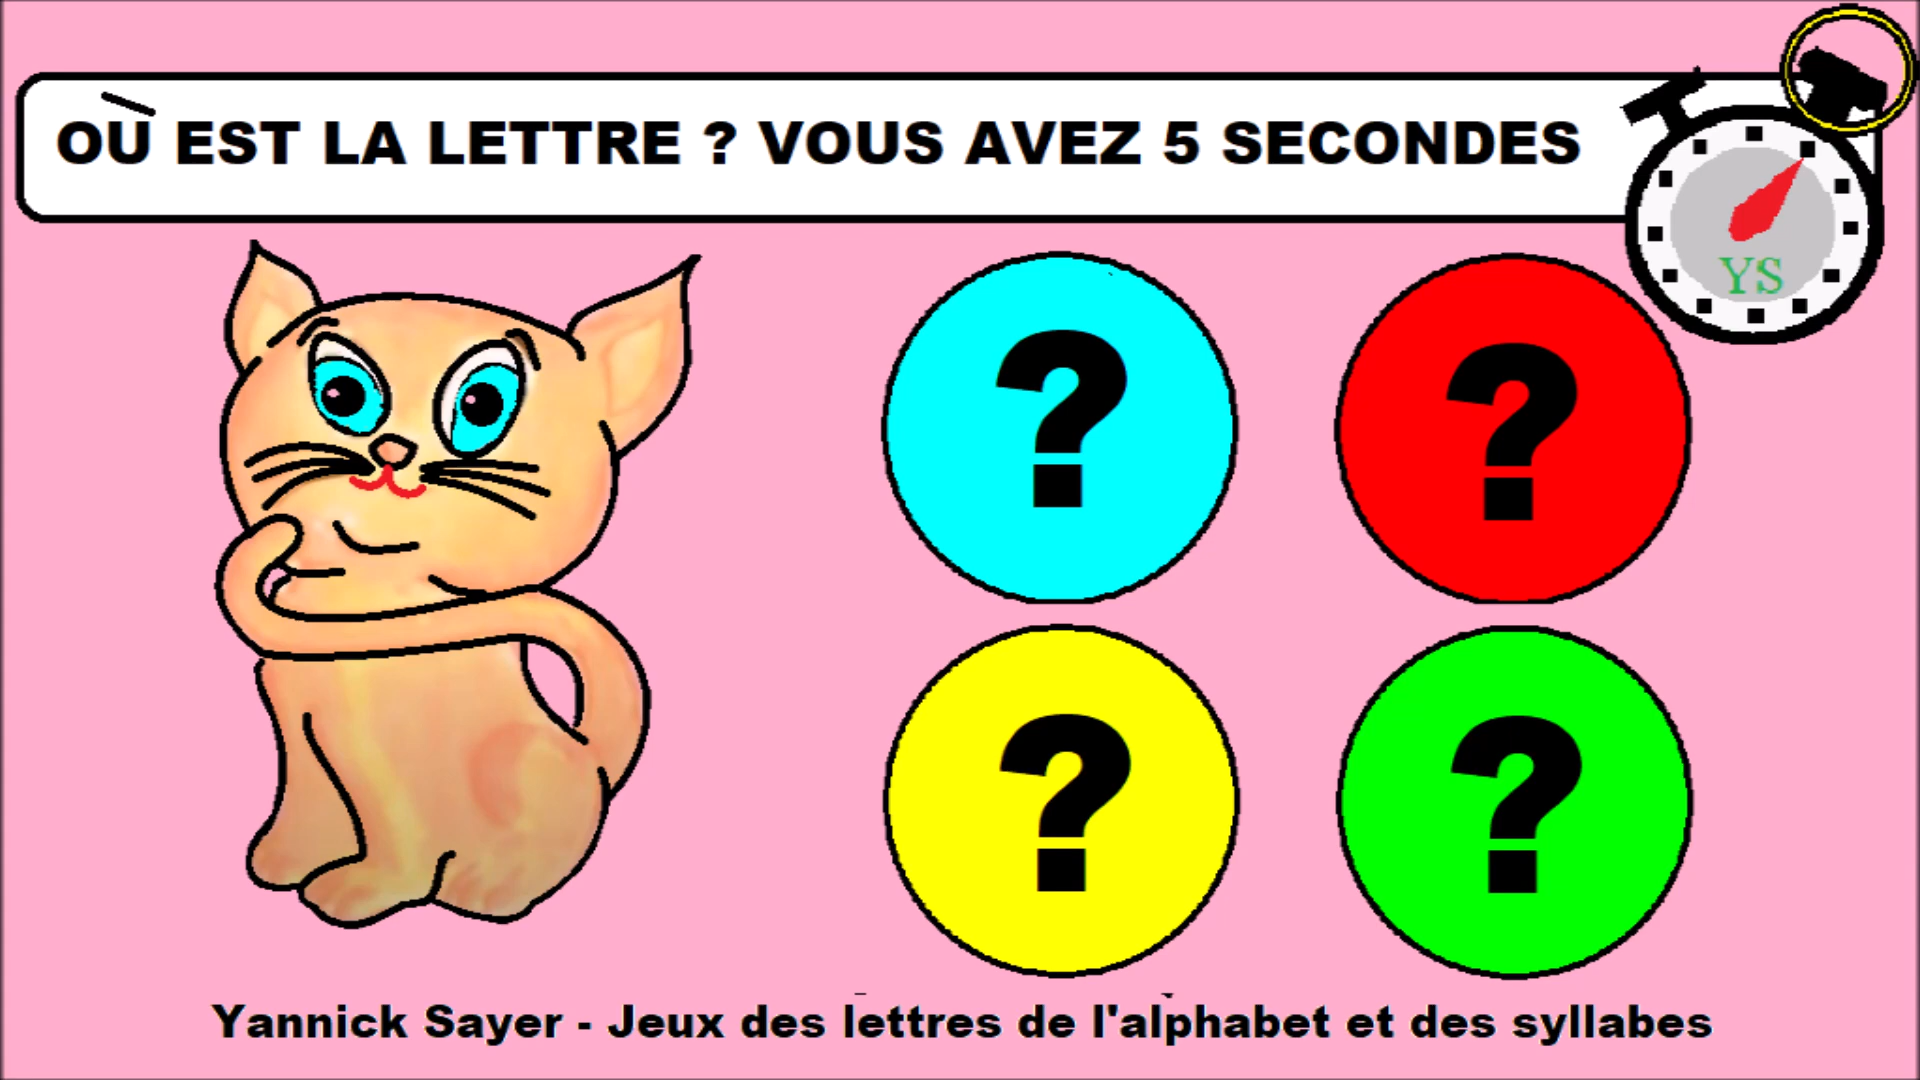 OÙ EST LA LETTRE ? VOUS AVEZ 5 SECONDES
YS
? ?
? ?
Yannick Sayer - Jeux des lettres de l'alphabet et des syllabes